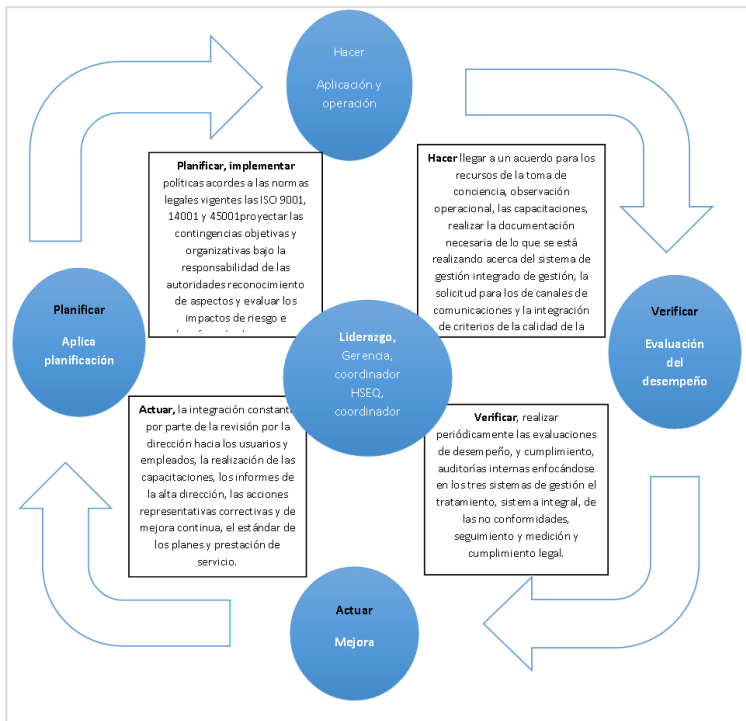 Hacer
Aplicación y
operación
Planificar, implementar
políticas acordes a las normas
legales vigentes las ISO 9001,
14001 y 45001proyectar las
contingencias objetivas y
organizativas bajo la
responsabilidad de las
autoridades reconocimiento
de aspectos y evaluar los
impactos de riesgo e
Hacer llegar a un acuerdo para los
recursos de la toma de
conciencia, observación
operacional, las capacitaciones,
realizar la documentación
necesaria de lo que se está
realizando acerca del sistema de
gestión integrado de gestión, la
solicitud para los de canales de
comunicaciones y la integración
de criterios de la calidad de la
Planificar
Aplica
planificación
Liderazgo,
Gerencia,
coordinador
HSEQ,
coordinador
Verificar
Evaluación
del
desempeño
Actuar, la integración constante
por parte de la revisión por la
dirección hacia los usuarios y
empleados, la realización de las
capacitaciones, los informes de
la alta dirección, las acciones
representativas correctivas y de
mejora continua, el estándar de
los planes y prestación de
servicio.
Verificar, realizar
periódicamente las evaluaciones
de desempeño, y cumplimiento,
auditorías internas enfocándose
en los tres sistemas de gestión el
tratamiento, sistema integral, de
las no conformidades,
seguimiento y medición y
cumplimiento legal.
Actuar
Mejora